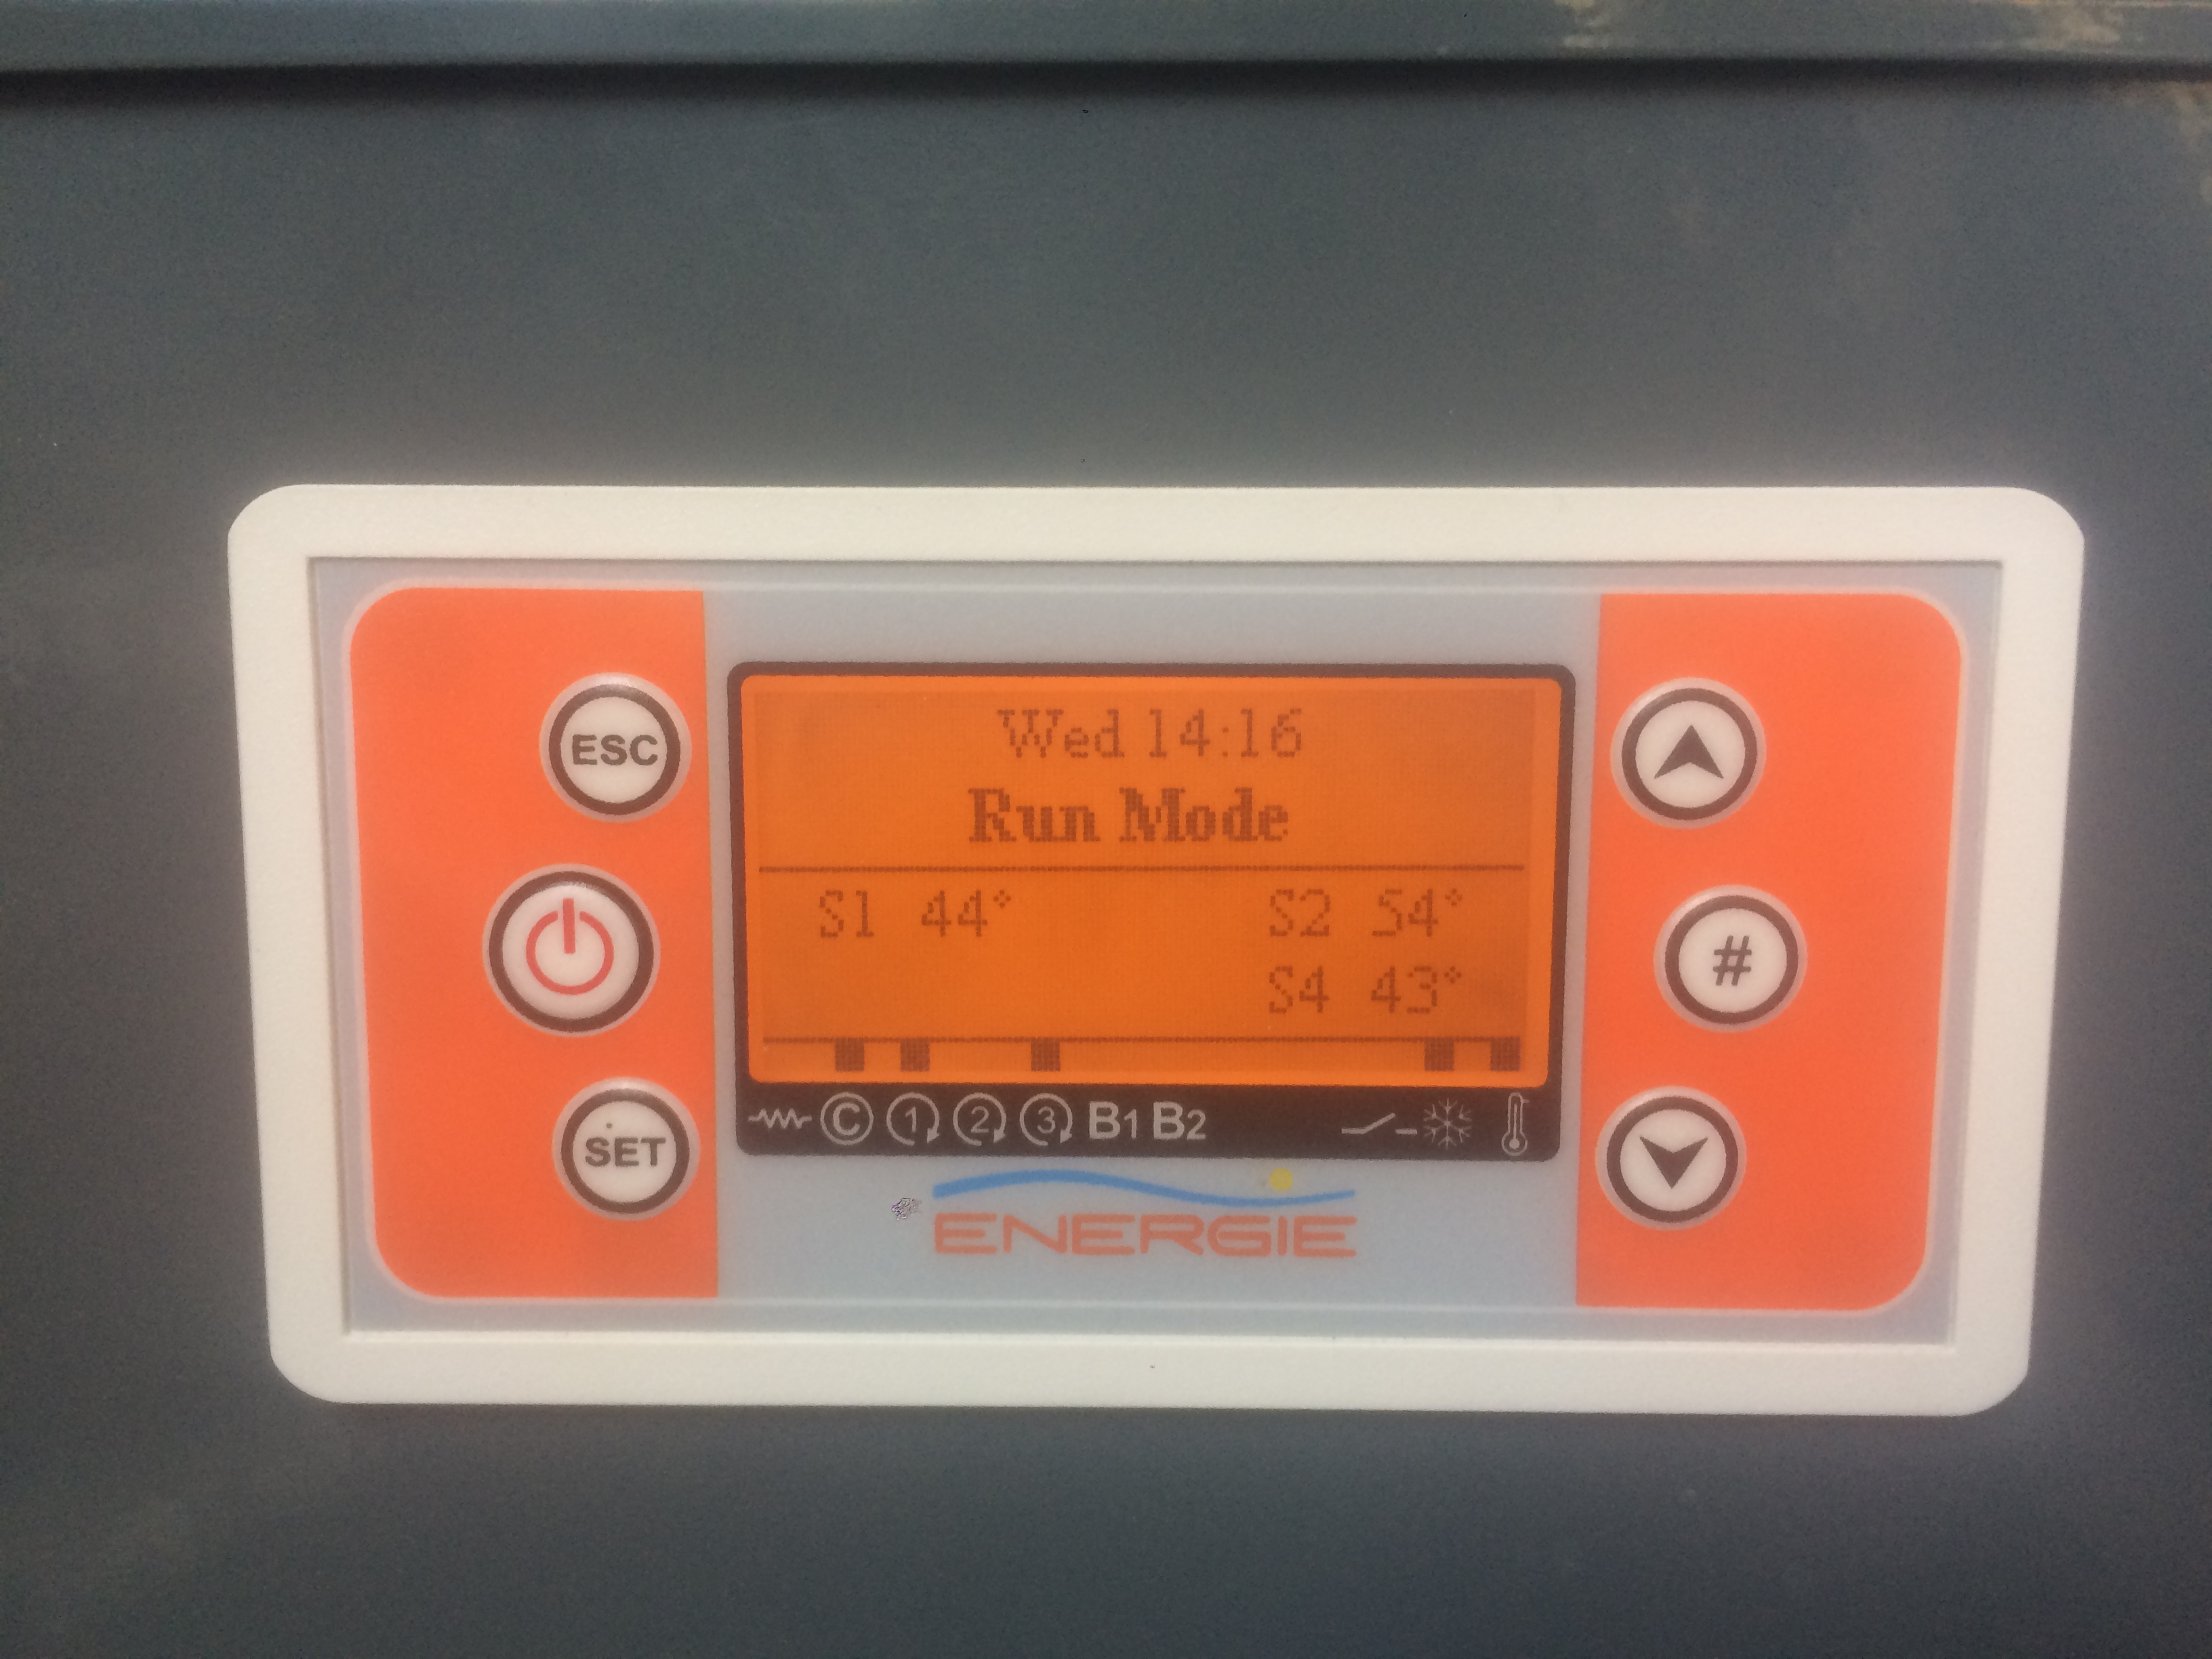 Wed 14:16
Run Mode
S1 44° S2 54°
S4 43°
ESC
SET
#
C 1 2 3 B1 B2
ENERGIE